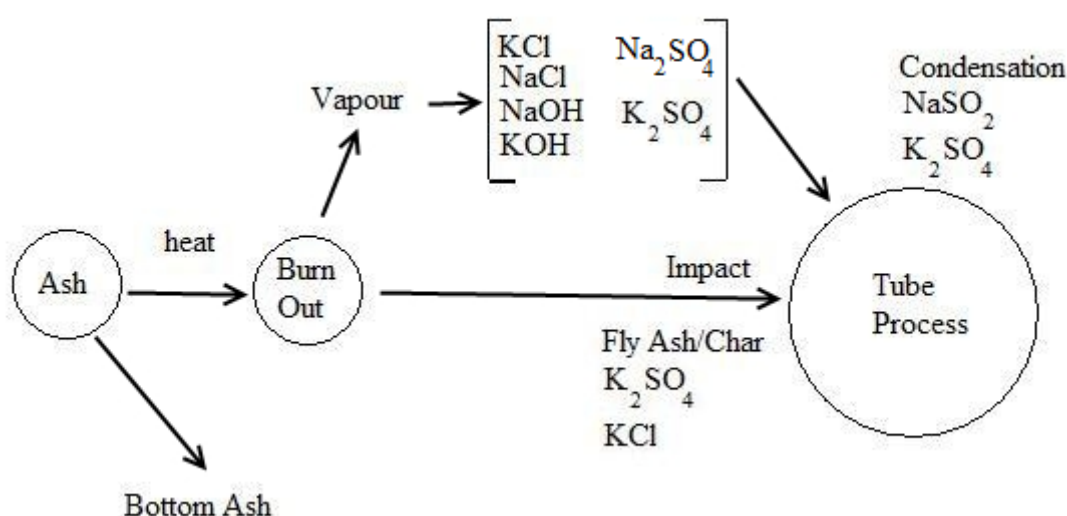 KCl
NaCl
NaOH
KOH
Na₂SO₄
K₂SO₄
Vapour
Condensation
NaSO₂
K₂SO₄
heat
Ash
Burn
Out
Impact
Tube
Process
Fly Ash/Char
K₂SO₄
KCl
Bottom Ash